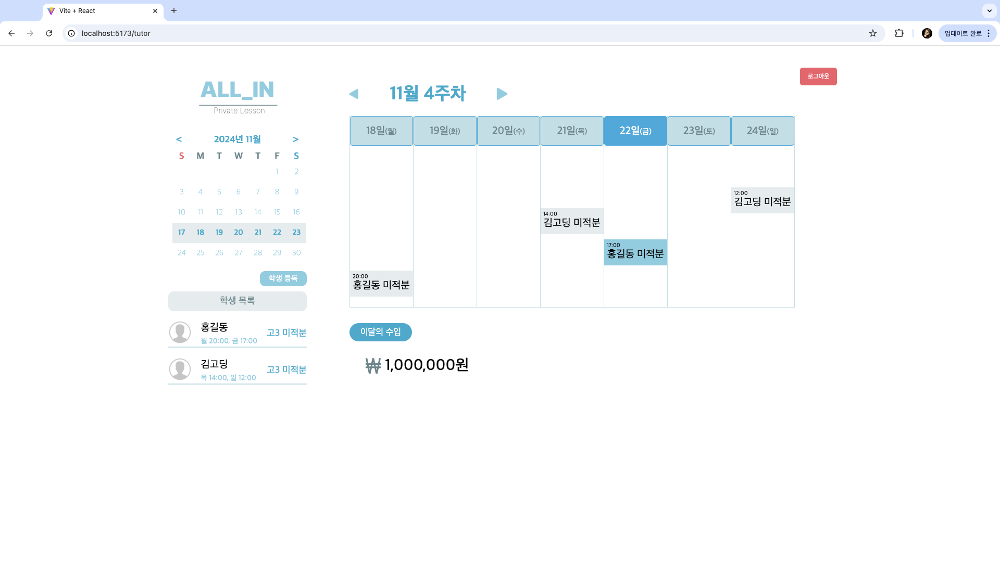 Vite + React
localhost:5173/tutor
업데이트 완료
로그아웃
ALL_IN
Private Lesson
< 2024년 11월 >
S M T W T F S
1 2
3 4 5 6 7 8 9
10 11 12 13 14 15 16
17 18 19 20 21 22 23
24 25 26 27 28 29 30
학생 등록
학생 목록
홍길동
월 20:00, 금 17:00
고3 미적분
김고딩
목 14:00, 일 12:00
고3 미적분
11월 4주차
18일(월) 19일(화) 20일(수) 21일(목) 22일(금) 23일(토) 24일(일)
20:00
홍길동 미적분
14:00
김고딩 미적분
17:00
홍길동 미적분
12:00
김고딩 미적분
이달의 수입
₩ 1,000,000원